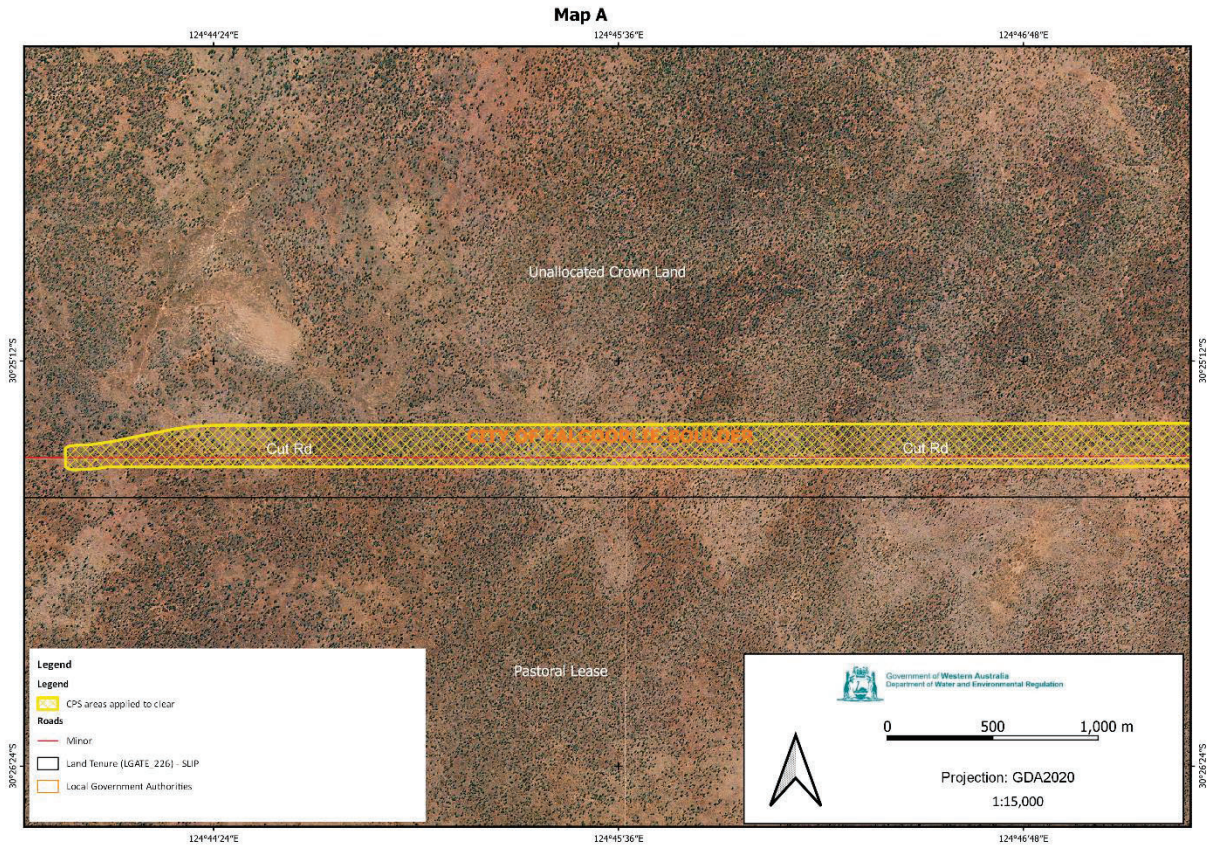 Map A
124°44'24"E
124°45'36"E
124°46'48"E
Unallocated Crown Land
30°25'12"S
30°25'12"S
CITY OF KALGOORLIE-BOULDER
Cut Rd
Cut Rd
Pastoral Lease
30°26'24"S
30°26'24"S
Legend
Legend
CPS areas applied to clear
Roads
Minor
Land Tenure (LGATE_226) - SLIP
Local Government Authorities
Government of Western Australia
Department of Water and Environmental Regulation
0 500 1,000 m
Projection: GDA2020
1:15,000
124°44'24"E
124°45'36"E
124°46'48"E